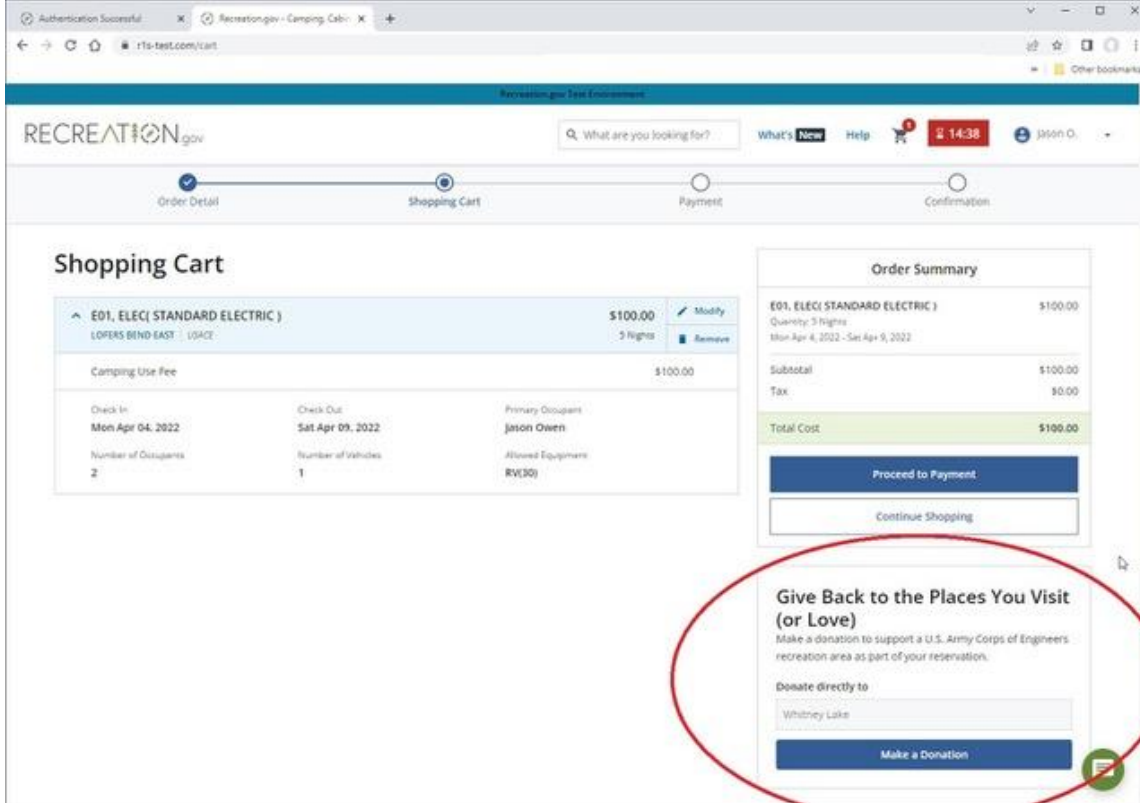 Authentication Successful
Recreation.gov - Camping, Cabi
r1s-test.com/cart
Other bookmarks
Recreation.gov Test Environment
RECREATION.gov
What are you looking for?
What's New
Help
1
14:38
Jason O.
Order Detail
Shopping Cart
Payment
Confirmation
Shopping Cart
E01, ELEC( STANDARD ELECTRIC )
$100.00
Modify
LOFERS BEND EAST | USACE
5 Nights
Remove
Camping Use Fee
$100.00
Check In
Check Out
Primary Occupant
Mon Apr 04, 2022
Sat Apr 09, 2022
Jason Owen
Number of Occupants
Number of Vehicles
Allowed Equipment
2
1
RV(30)
Order Summary
E01, ELEC( STANDARD ELECTRIC )
$100.00
Quantity: 5 Nights
Mon Apr 4, 2022 - Sat Apr 9, 2022
Subtotal
$100.00
Tax
$0.00
Total Cost
$100.00
Proceed to Payment
Continue Shopping
Give Back to the Places You Visit
(or Love)
Make a donation to support a U.S. Army Corps of Engineers
recreation area as part of your reservation.
Donate directly to
Whitney Lake
Make a Donation